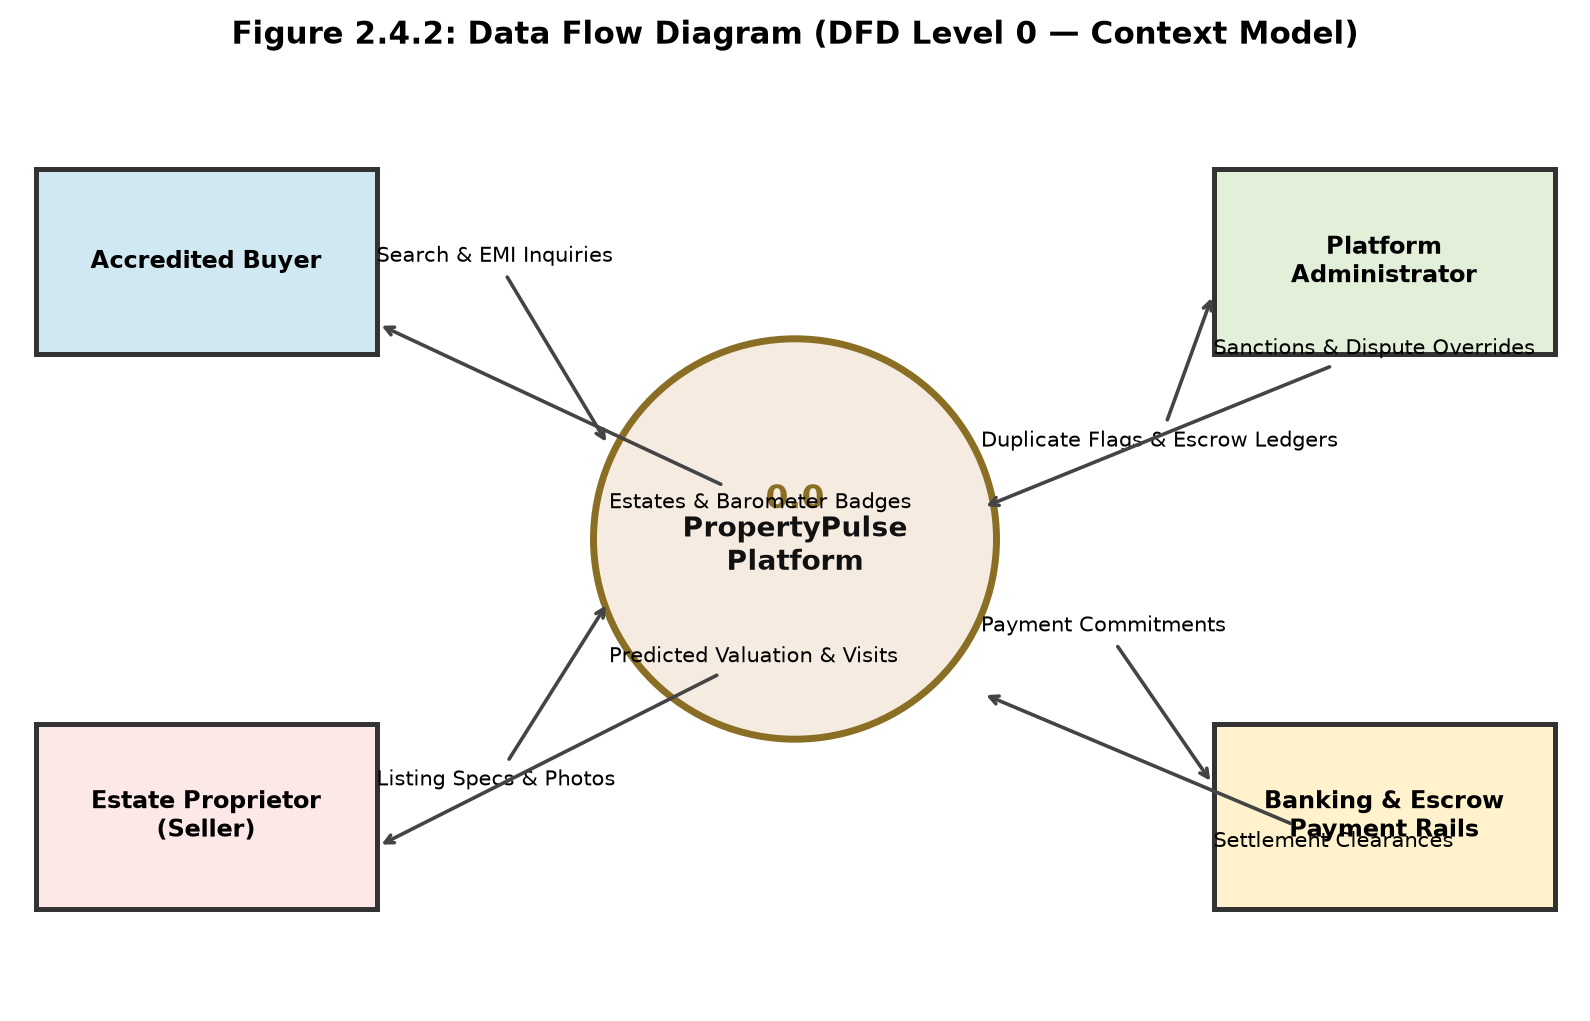 Figure 2.4.2: Data Flow Diagram (DFD Level 0 — Context Model)
Accredited Buyer
Search & EMI Inquiries
Platform
Administrator
Sanctions & Dispute Overrides
Duplicate Flags & Escrow Ledgers
0.0
Estates & Barometer Badges
PropertyPulse
Platform
Payment Commitments
Predicted Valuation & Visits
Listing Specs & Photos
Estate Proprietor
(Seller)
Banking & Escrow
Payment Rails
Settlement Clearances